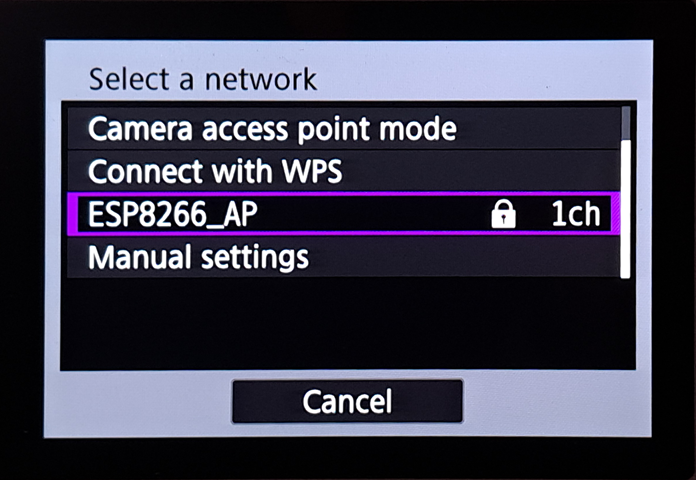 Select a network
Camera access point mode
Connect with WPS
ESP8266_AP 1ch
Manual settings
Cancel